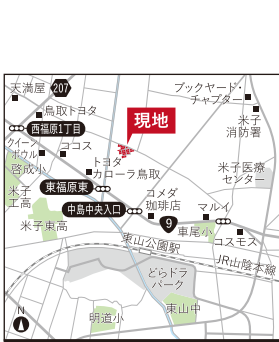 天満屋
207
ブックヤード・
チャプター
鳥取トヨタ
現地
米子
消防署
西福原1丁目
クイーン
ボウル
ココス
トヨタ
カローラ鳥取
米子医療
センター
啓成小
東福原東
米子
工高
コメダ
珈琲店
マルイ
中島中央入口
9
米子東高
車尾小
コスモス
東山公園駅
JR山陰本線
どらドラ
パーク
N
明道小
東山中